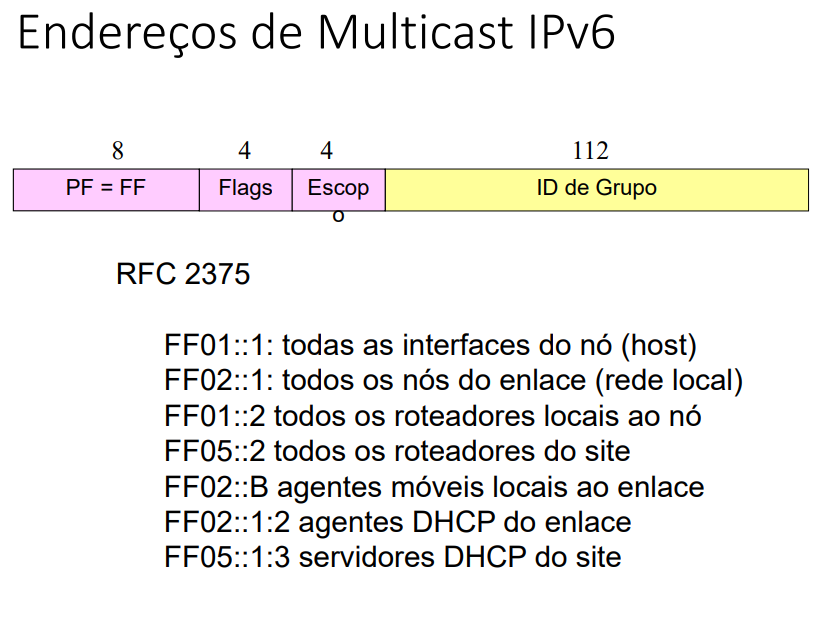 Endereços de Multicast IPv6
8 4 4 112
PF = FF Flags Escop ID de Grupo
o
RFC 2375
FF01::1: todas as interfaces do nó (host)
FF02::1: todos os nós do enlace (rede local)
FF01::2 todos os roteadores locais ao nó
FF05::2 todos os roteadores do site
FF02::B agentes móveis locais ao enlace
FF02::1:2 agentes DHCP do enlace
FF05::1:3 servidores DHCP do site